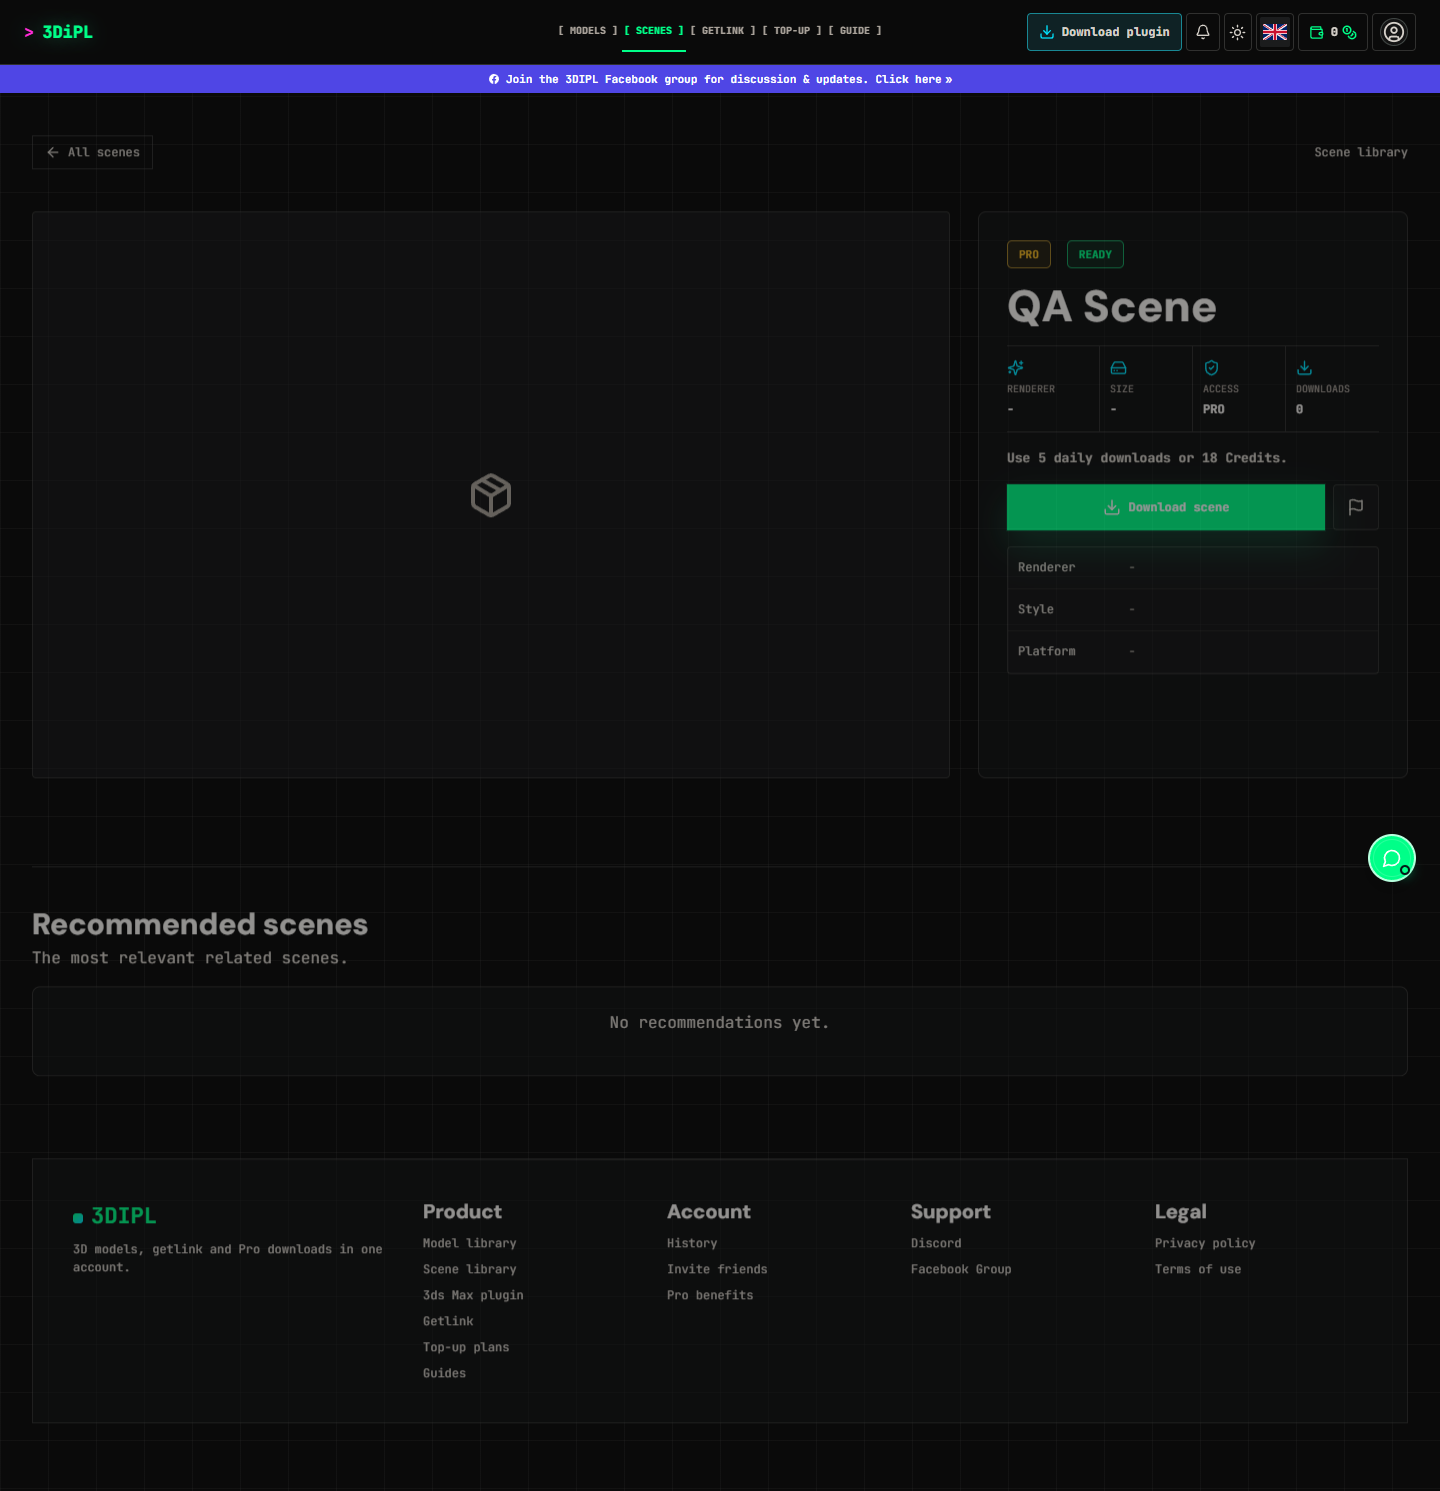 > 3DiPL
[ MODELS ] [ SCENES ] [ GETLINK ] [ TOP-UP ] [ GUIDE ]
Download plugin
0
Join the 3DIPL Facebook group for discussion & updates. Click here »
All scenes
Scene library
PRO
READY
QA Scene
RENDERER
-
SIZE
-
ACCESS
PRO
DOWNLOADS
0
Use 5 daily downloads or 18 Credits.
Download scene
Renderer -
Style -
Platform -
Recommended scenes
The most relevant related scenes.
No recommendations yet.
3DIPL
3D models, getlink and Pro downloads in one
account.
Product
Model library
Scene library
3ds Max plugin
Getlink
Top-up plans
Guides
Account
History
Invite friends
Pro benefits
Support
Discord
Facebook Group
Legal
Privacy policy
Terms of use